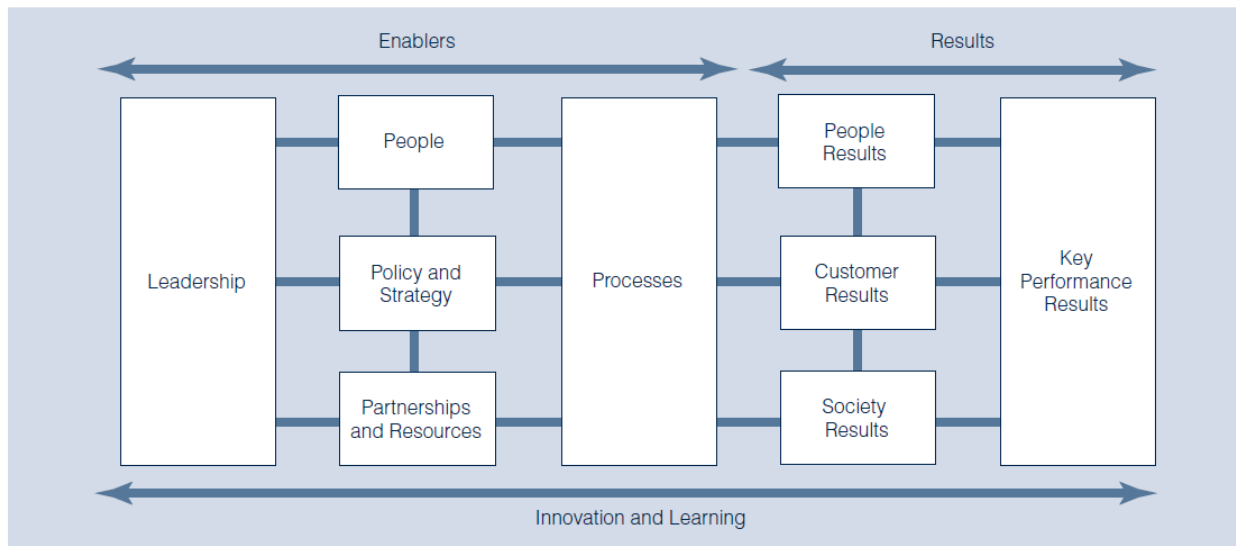 Enablers
Results
Leadership
People
Policy and
Strategy
Partnerships
and Resources
Processes
People
Results
Customer
Results
Society
Results
Key
Performance
Results
Innovation and Learning